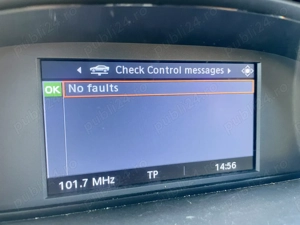 Check Control messages
OK No faults
14:56
101.7 MHz TP